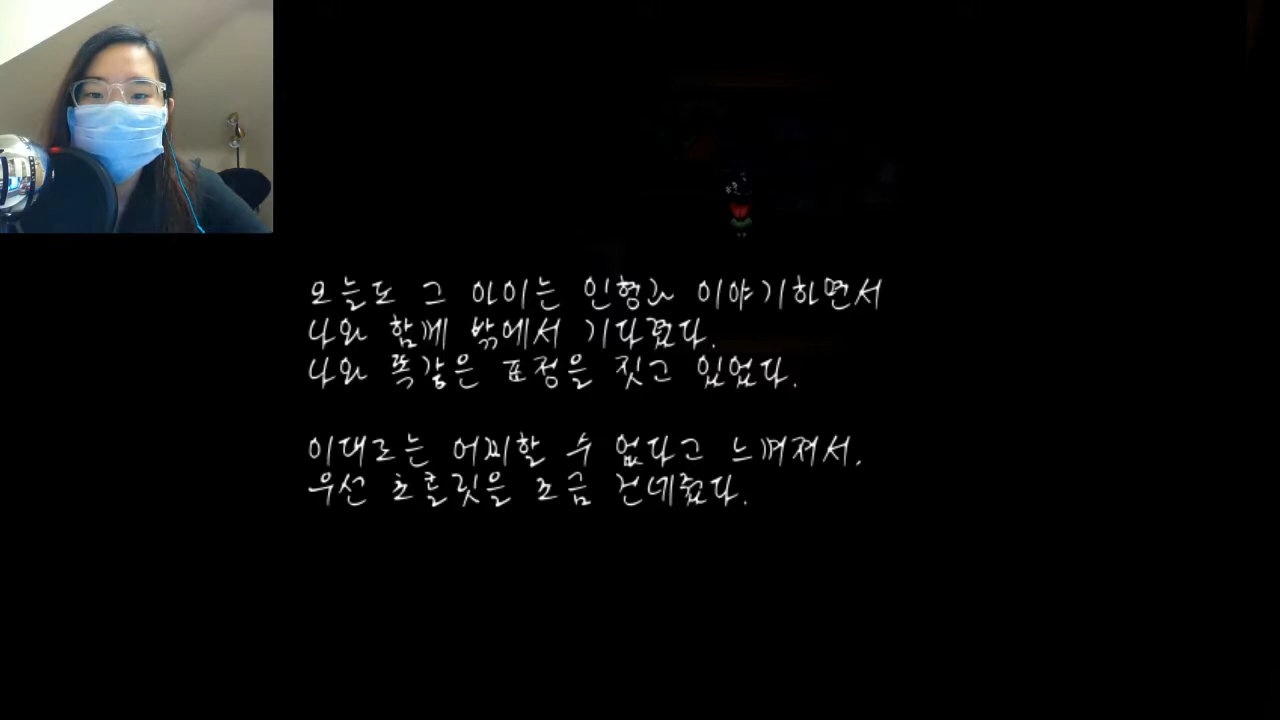 오늘도 그 아이는 인형과 이야기하면서
나와 함께 밖에서 기다렸다.
나와 똑같은 표정을 짓고 있었다.
이대로는 어찌할 수 없다고 느껴져서,
우선 초콜릿을 조금 건네줬다.